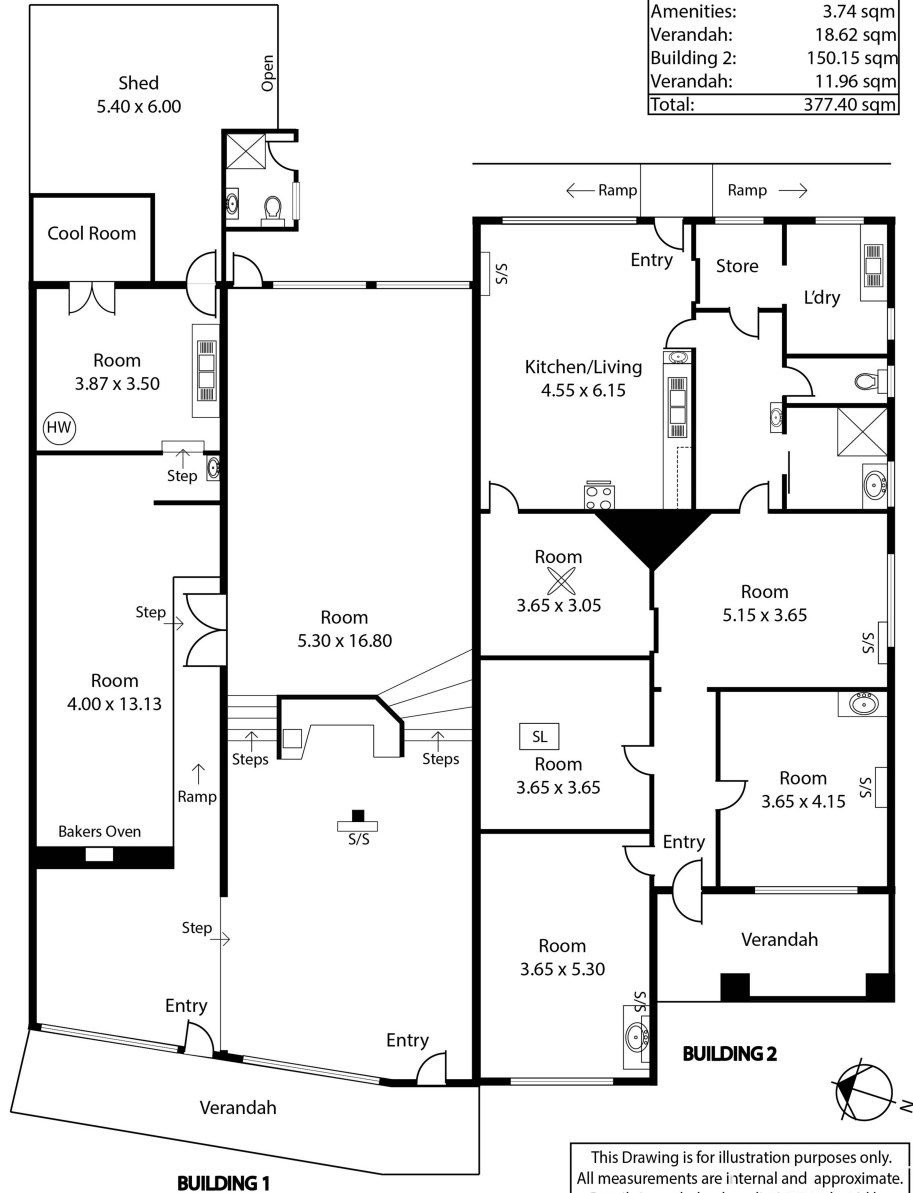 Amenities: 3.74 sqm
Verandah: 18.62 sqm
Building 2: 150.15 sqm
Verandah: 11.96 sqm
Total: 377.40 sqm
Shed
5.40 x 6.00
Open
Cool Room
Ramp
Ramp
Entry
Store
S/S
L'dry
Room
3.87 x 3.50
HW
Kitchen/Living
4.55 x 6.15
Step
Room
3.65 x 3.05
Room
5.15 x 3.65
S/S
Step
Room
5.30 x 16.80
Room
4.00 x 13.13
Steps
Steps
SL
Room
3.65 x 3.65
Room
3.65 x 4.15
S/S
Ramp
Bakers Oven
S/S
Entry
Step
Room
3.65 x 5.30
S/S
Verandah
Entry
Entry
BUILDING 2
Verandah
N
BUILDING 1
This Drawing is for illustration purposes only.
All measurements are internal and approximate.